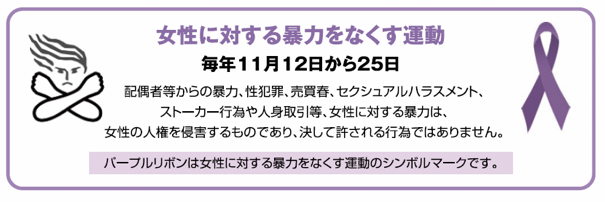 女性に対する暴力をなくす運動
毎年11月12日から25日
配偶者等からの暴力、性犯罪、売買春、セクシュアルハラスメント、
ストーカー行為や人身取引等、女性に対する暴力は、
女性の人権を侵害するものであり、決して許される行為ではありません。
パープルリボンは女性に対する暴力をなくす運動のシンボルマークです。